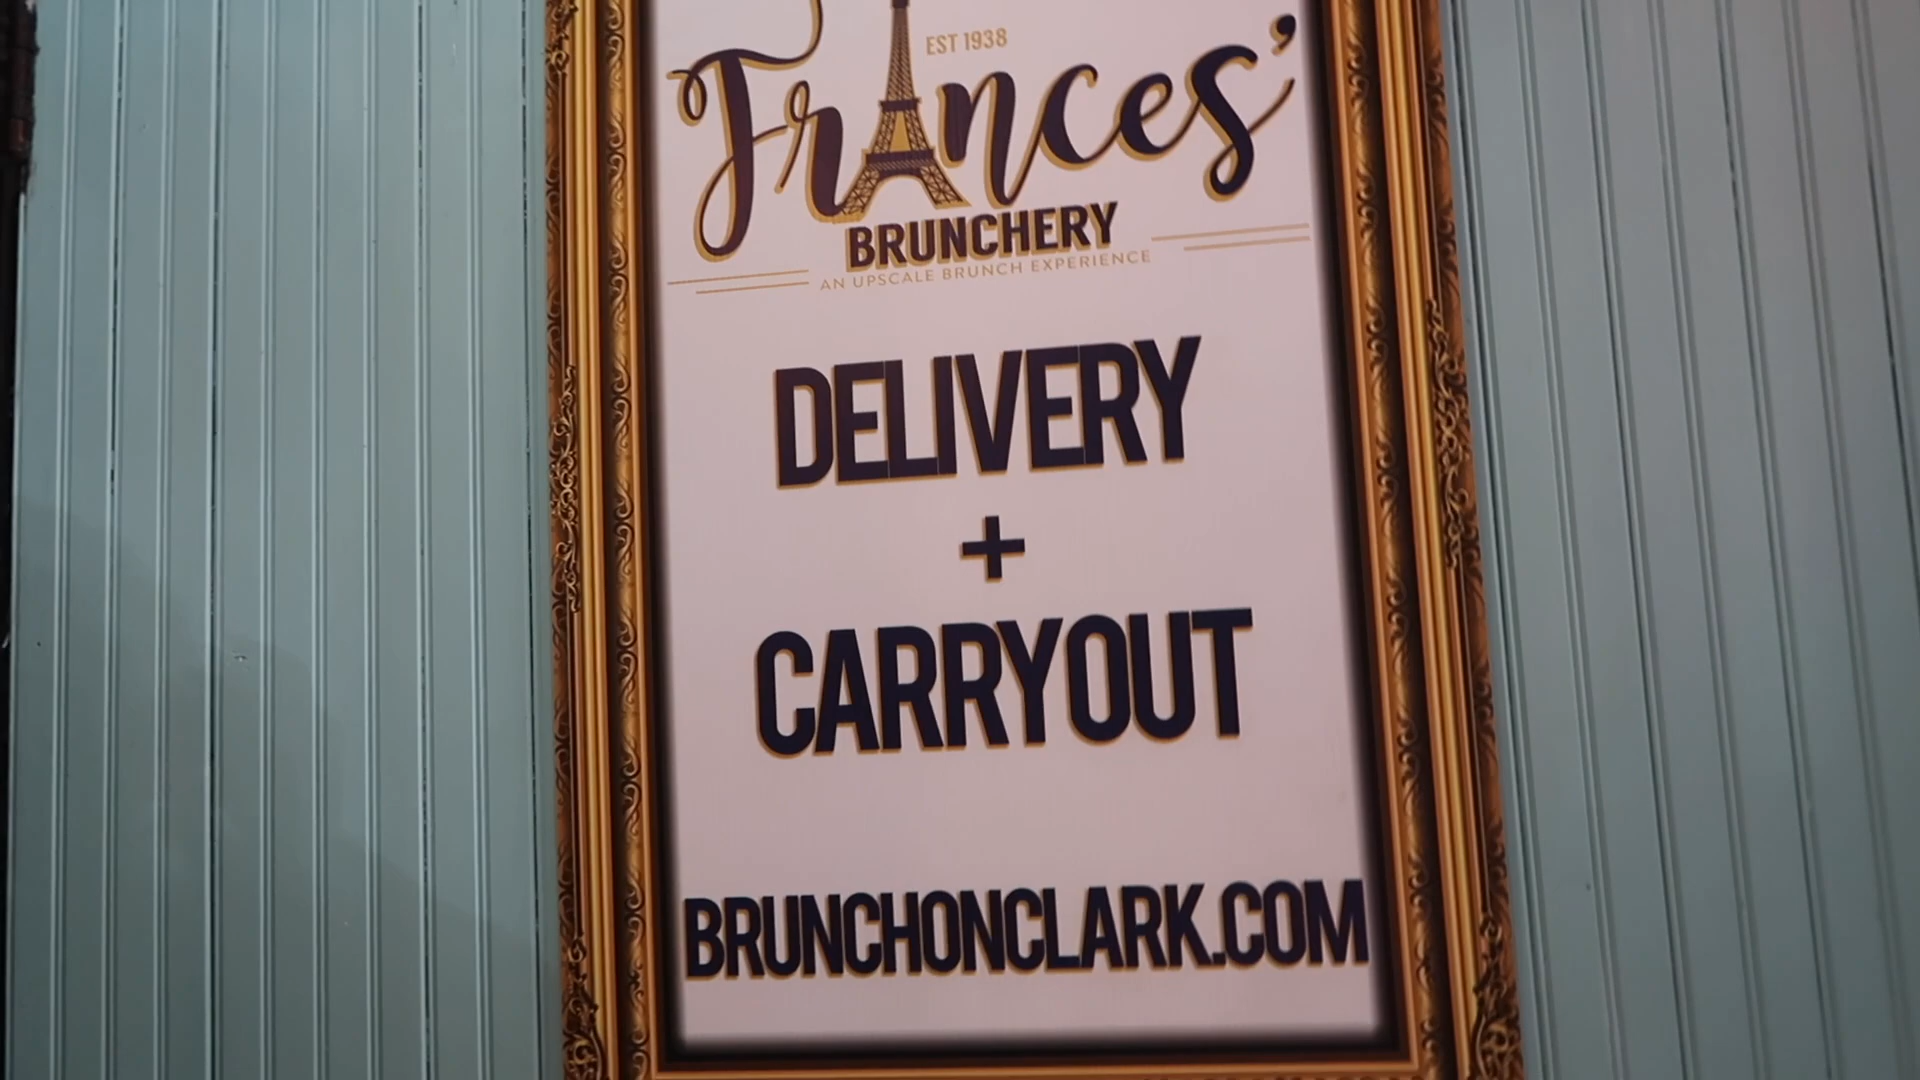 EST 1938
Frances'
BRUNCHERY
AN UPSCALE BRUNCH EXPERIENCE
DELIVERY
+
CARRYOUT
BRUNCHONCLARK.COM